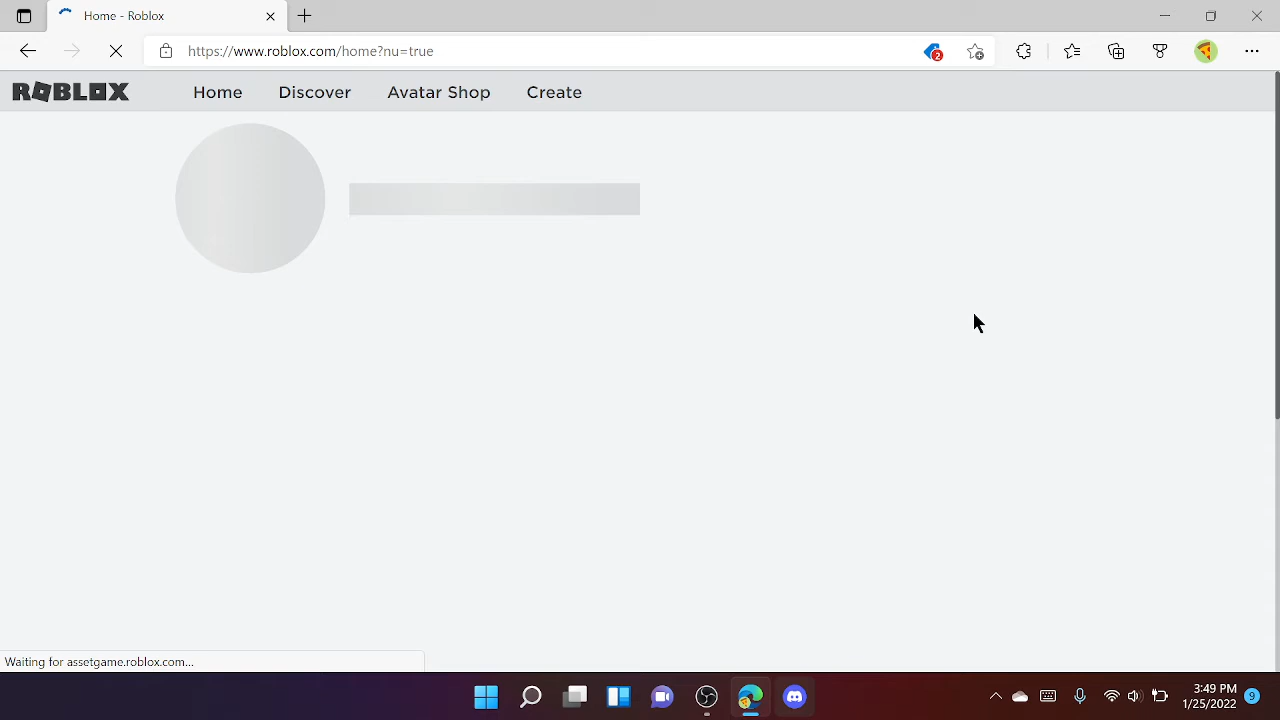 Home - Roblox
https://www.roblox.com/home?nu=true
2
ROBLOX
Home
Discover
Avatar Shop
Create
Waiting for assetgame.roblox.com...
3:49 PM
1/25/2022
9